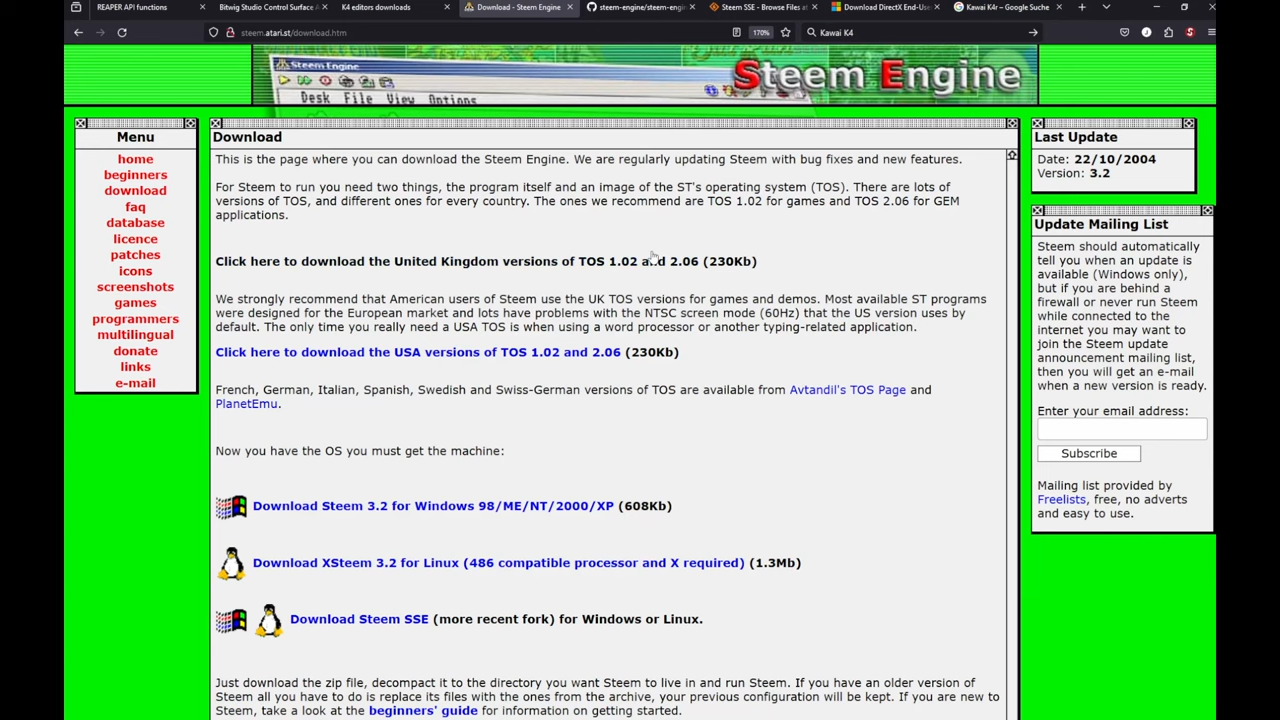 REAPER API functions
Bitwig Studio Control Surface
K4 editors downloads
Download - Steem Engine
steem-engine/steem-engin
Steem SSE - Browse Files at
Download DirectX End-Use
Kawai K4r – Google Suche
steem.atari.st/download.htm
170%
Kawai K4
Steem Engine
Desk File View Options
Steem Engine
Menu
home
beginners
download
faq
database
licence
patches
icons
screenshots
games
programmers
multilingual
donate
links
e-mail
Download
This is the page where you can download the Steem Engine. We are regularly updating Steem with bug fixes and new features.
For Steem to run you need two things, the program itself and an image of the ST's operating system (TOS). There are lots of
versions of TOS, and different ones for every country. The ones we recommend are TOS 1.02 for games and TOS 2.06 for GEM
applications.
Click here to download the United Kingdom versions of TOS 1.02 and 2.06 (230Kb)
We strongly recommend that American users of Steem use the UK TOS versions for games and demos. Most available ST programs
were designed for the European market and lots have problems with the NTSC screen mode (60Hz) that the US version uses by
default. The only time you really need a USA TOS is when using a word processor or another typing-related application.
Click here to download the USA versions of TOS 1.02 and 2.06 (230Kb)
French, German, Italian, Spanish, Swedish and Swiss-German versions of TOS are available from Avtandil's TOS Page and
PlanetEmu.
Now you have the OS you must get the machine:
Download Steem 3.2 for Windows 98/ME/NT/2000/XP (608Kb)
Download XSteem 3.2 for Linux (486 compatible processor and X required) (1.3Mb)
Download Steem SSE (more recent fork) for Windows or Linux.
Just download the zip file, decompact it to the directory you want Steem to live in and run Steem. If you have an older version of
Steem all you have to do is replace its files with the ones from the archive, your previous configuration will be kept. If you are new to
Steem, take a look at the beginners' guide for information on getting started.
Last Update
Date: 22/10/2004
Version: 3.2
Update Mailing List
Steem should automatically
tell you when an update is
available (Windows only),
but if you are behind a
firewall or never run Steem
while connected to the
internet you may want to
join the Steem update
announcement mailing list,
then you will get an e-mail
when a new version is ready.
Enter your email address:
Subscribe
Mailing list provided by
Freelists, free, no adverts
and easy to use.